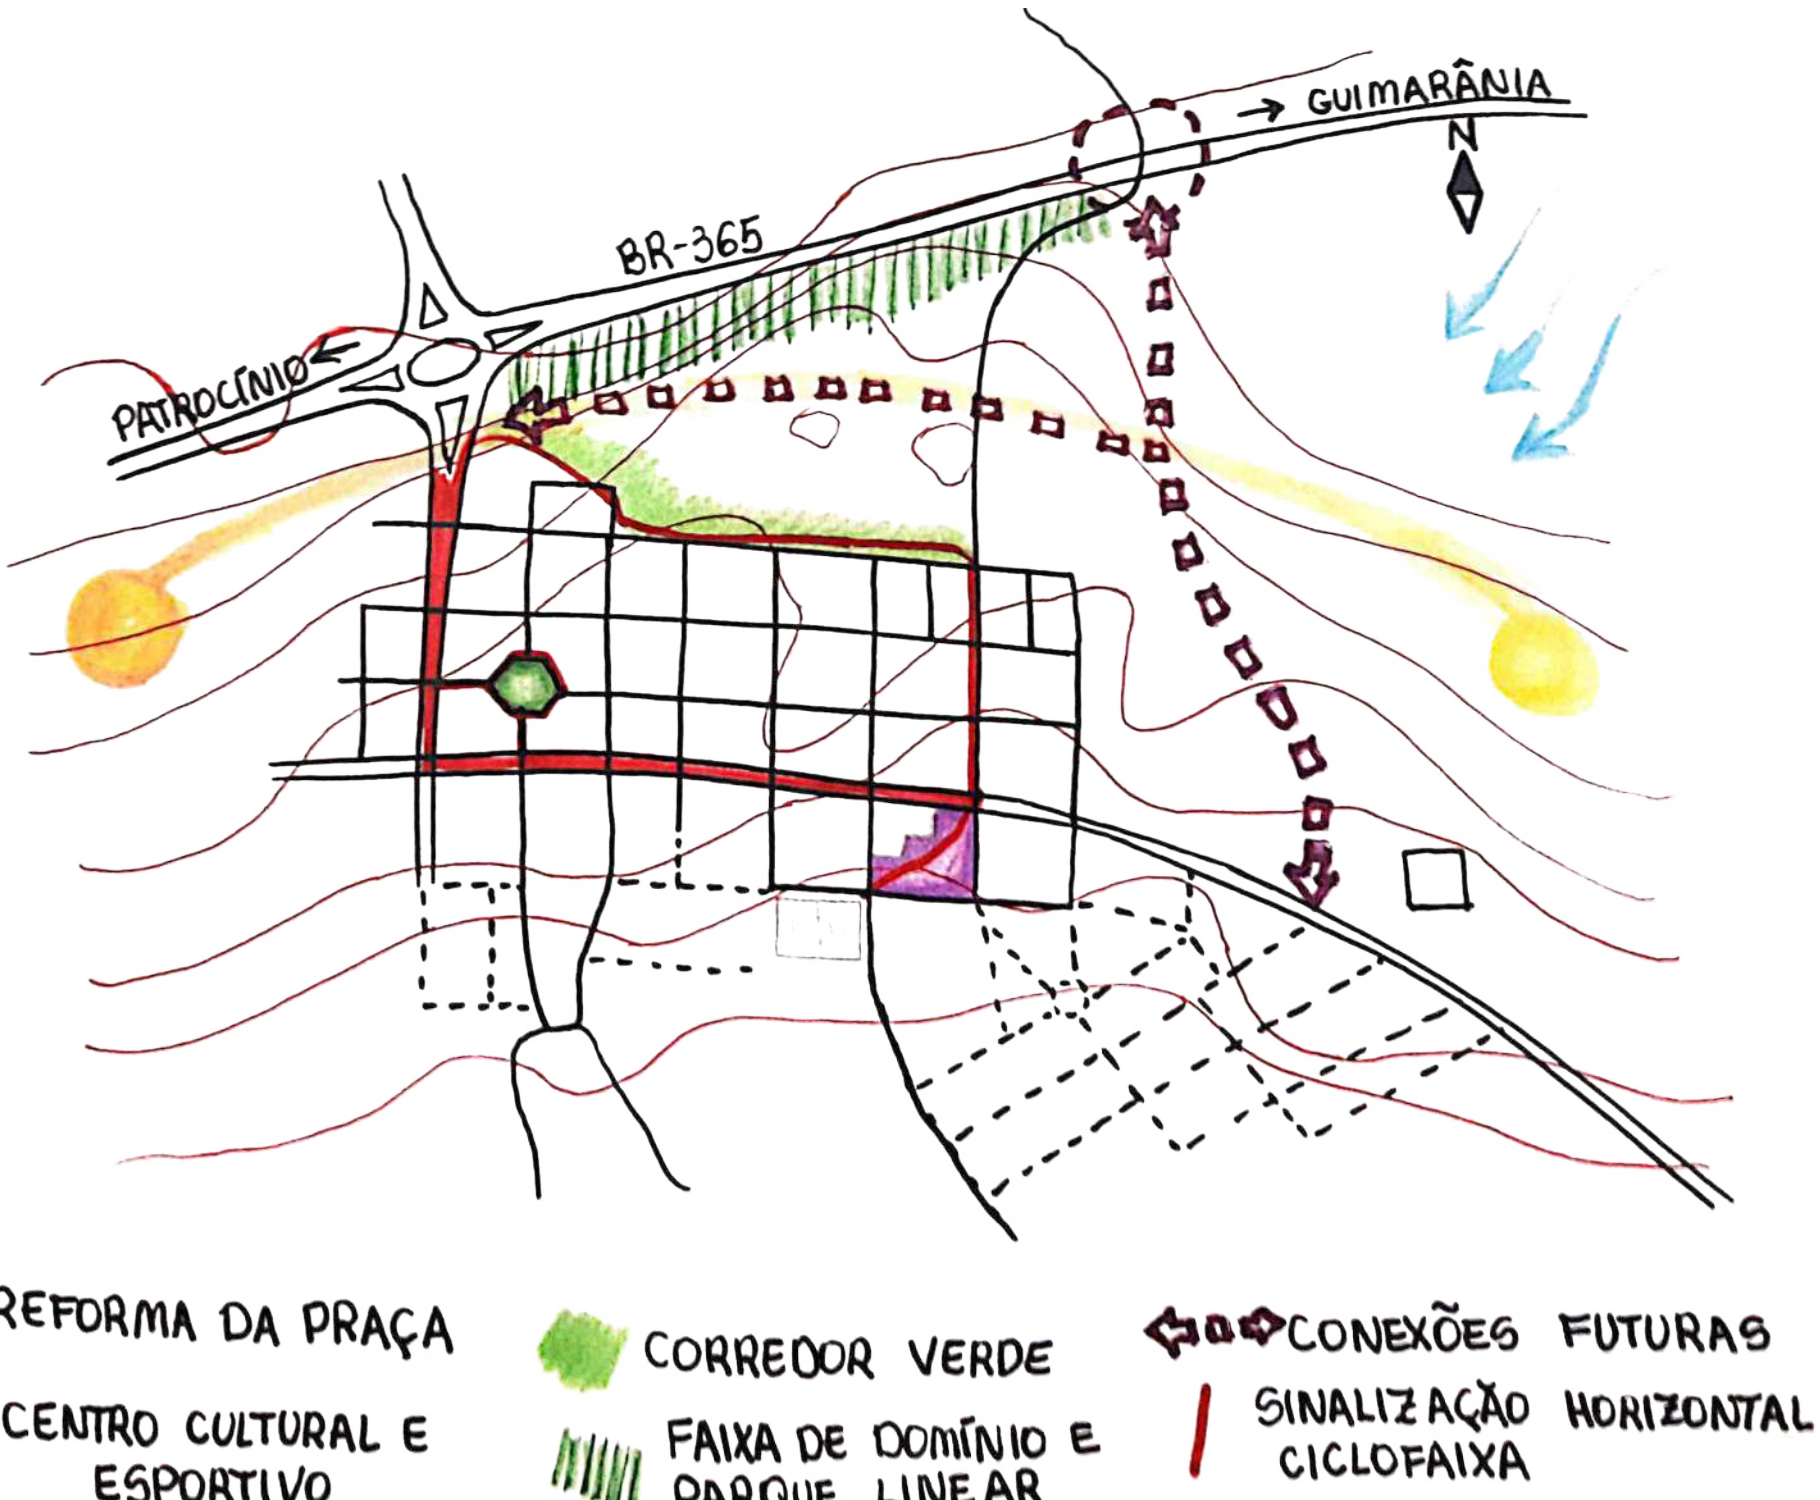 → GUIMARÂNIA
N
BR-365
PATROCÍNIO ←
REFORMA DA PRAÇA
CENTRO CULTURAL E
ESPORTIVO
CORREDOR VERDE
FAIXA DE DOMÍNIO E
PARQUE LINEAR
CONEXÕES FUTURAS
SINALIZAÇÃO HORIZONTAL
CICLOFAIXA